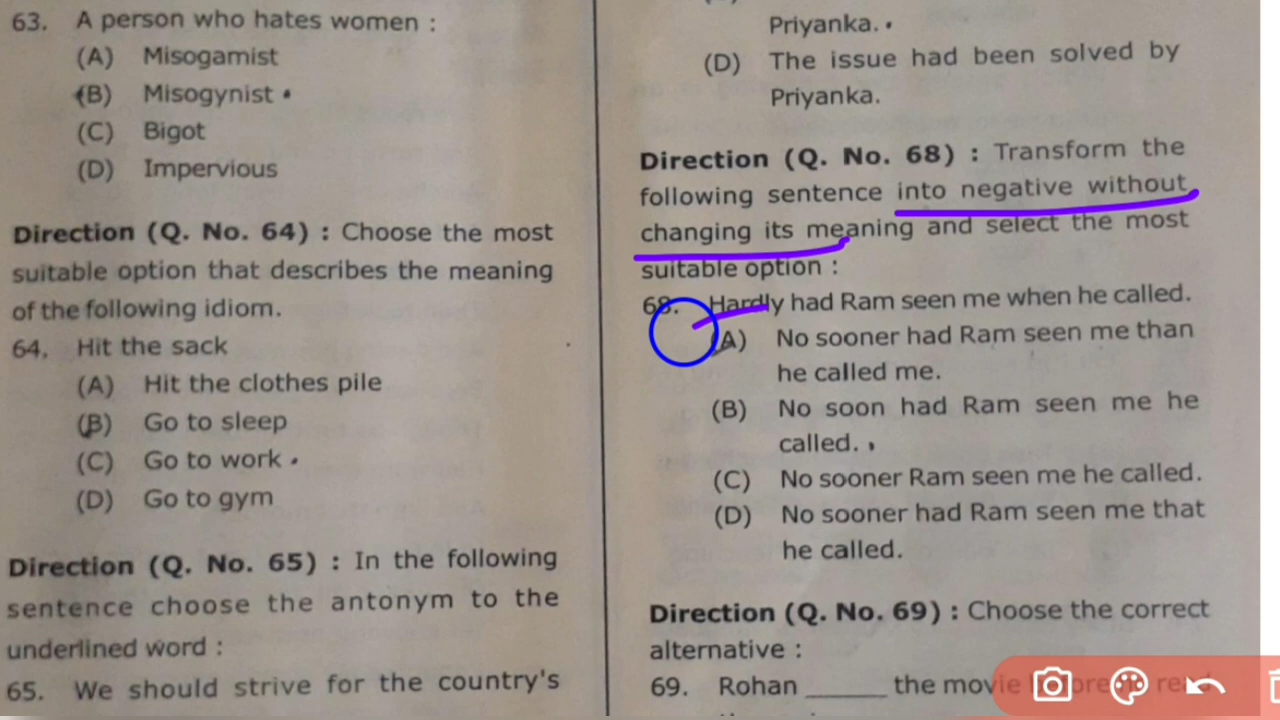 63. A person who hates women :
(A) Misogamist
(B) Misogynist
(C) Bigot
(D) Impervious
Direction (Q. No. 64) : Choose the most
suitable option that describes the meaning
of the following idiom.
64. Hit the sack
(A) Hit the clothes pile
(B) Go to sleep
(C) Go to work
(D) Go to gym
Direction (Q. No. 65) : In the following
sentence choose the antonym to the
underlined word :
65. We should strive for the country's
Priyanka.
(D) The issue had been solved by
Priyanka.
Direction (Q. No. 68) : Transform the
following sentence into negative without
changing its meaning and select the most
suitable option :
68. Hardly had Ram seen me when he called.
(A) No sooner had Ram seen me than
he called me.
(B) No soon had Ram seen me he
called.
(C) No sooner Ram seen me he called.
(D) No sooner had Ram seen me that
he called.
Direction (Q. No. 69) : Choose the correct
alternative :
69. Rohan ______ the movie